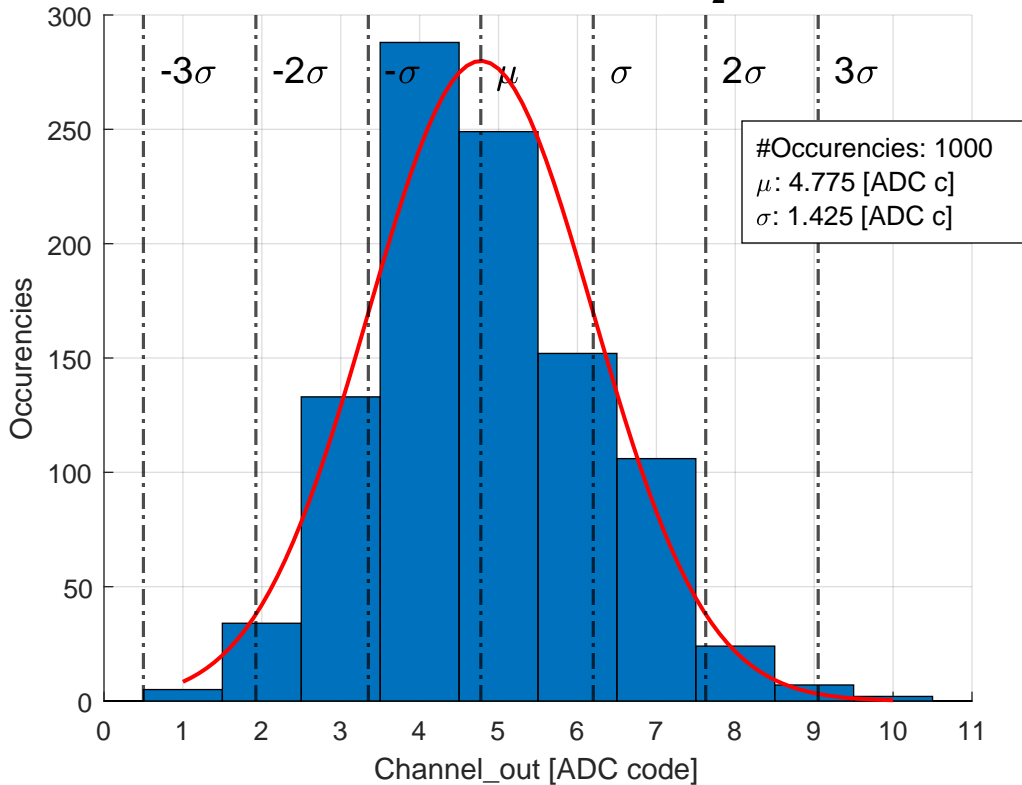 300
250
200
150
100
50
0
Occurencies
-3σ
-2σ
-σ
μ
σ
2σ
3σ
#Occurencies: 1000
μ: 4.775 [ADC c]
σ: 1.425 [ADC c]
0 1 2 3 4 5 6 7 8 9 10 11
Channel_out [ADC code]